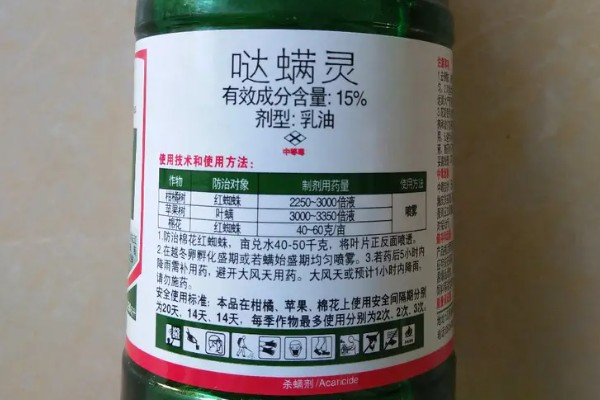 哒螨灵
有效成分含量: 15%
剂型: 乳油
中等毒
使用技术和使用方法:
作物 防治对象 制剂用药量 使用方法
柑橘树 红蜘蛛 2250~3000倍液 喷雾
苹果树 叶螨 3000~3350倍液
棉花 红蜘蛛 40-60克/亩
1.防治棉花红蜘蛛，亩兑水40-50千克，将叶片正反面喷透。
2.在越冬卵孵化盛期或若螨始盛期均匀喷雾。3.若药后5小时内
降雨需补用药，避开大风天用药。大风天或预计1小时内降雨，
请勿施药。
安全使用标准: 本品在柑橘、苹果、棉花上使用安全间隔期分别
为20天、14天、14天，每季作物最多使用分别为2次、2次、3次。
杀螨剂/Acaricide